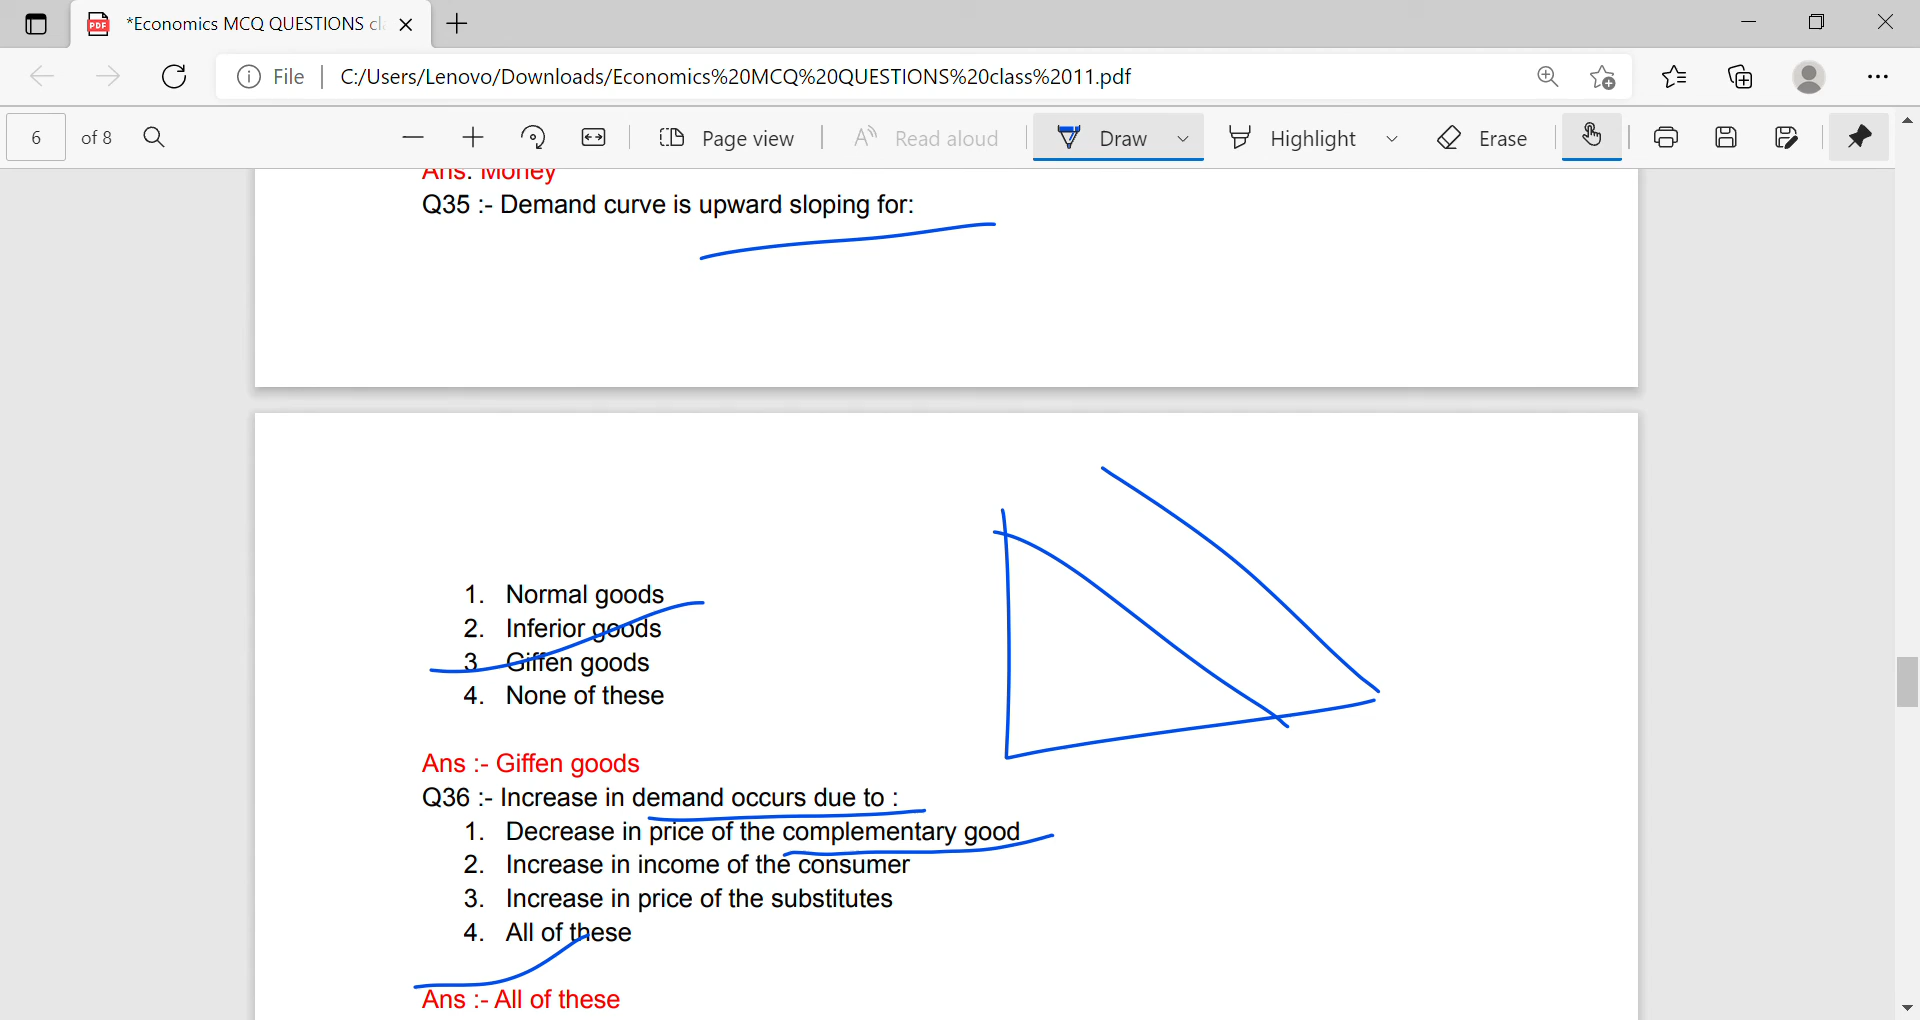 *Economics MCQ QUESTIONS cl
File
C:/Users/Lenovo/Downloads/Economics%20MCQ%20QUESTIONS%20class%2011.pdf
6 of 8
Page view
Read aloud
Draw
Highlight
Erase
Ans. Money
Q35 :- Demand curve is upward sloping for:
1. Normal goods
2. Inferior goods
3 Giffen goods
4. None of these
Ans :- Giffen goods
Q36 :- Increase in demand occurs due to :
1. Decrease in price of the complementary good
2. Increase in income of the consumer
3. Increase in price of the substitutes
4. All of these
Ans :- All of these